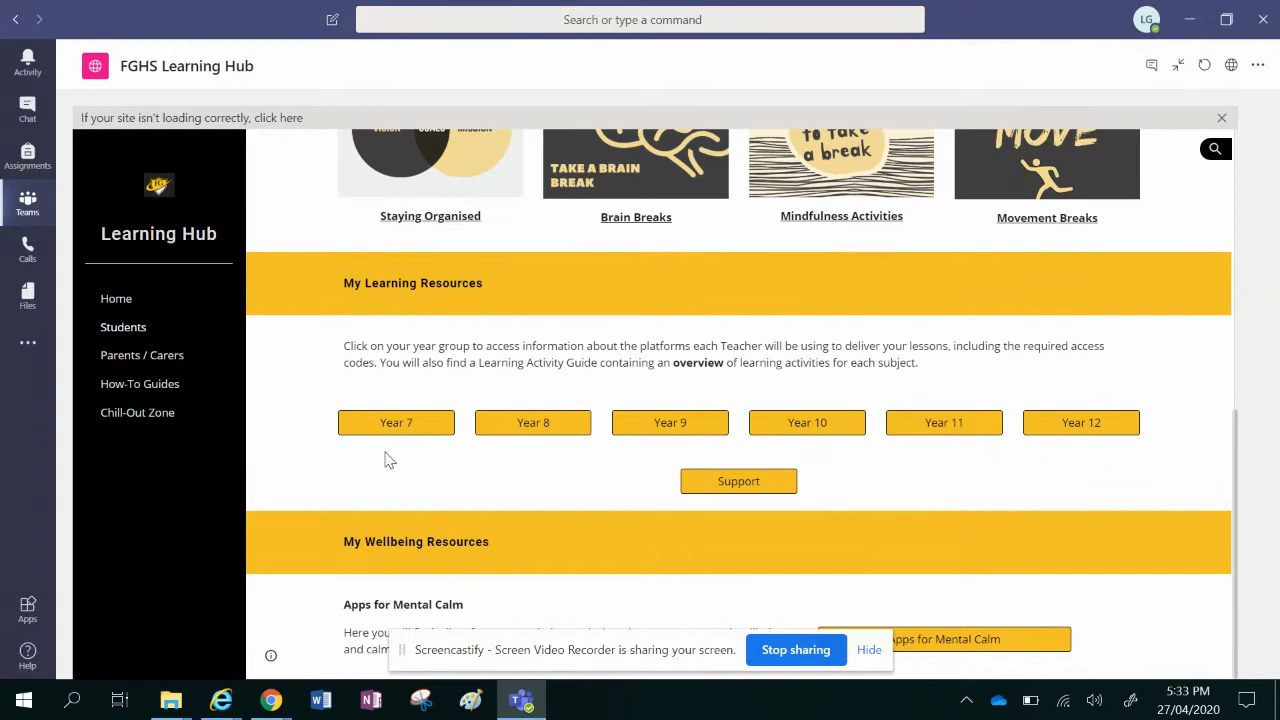 Search or type a command
LG
Activity
Chat
Assignments
Teams
Calls
Files
Apps
Help
FGHS Learning Hub
If your site isn't loading correctly, click here
Learning Hub
Home
Students
Parents / Carers
How-To Guides
Chill-Out Zone
VISION GOALS MISSION
TAKE A BRAIN
BREAK
to take
a break
MOVE
Staying Organised
Brain Breaks
Mindfulness Activities
Movement Breaks
My Learning Resources
Click on your year group to access information about the platforms each Teacher will be using to deliver your lessons, including the required access
codes. You will also find a Learning Activity Guide containing an overview of learning activities for each subject.
Year 7
Year 8
Year 9
Year 10
Year 11
Year 12
Support
My Wellbeing Resources
Apps for Mental Calm
Here you
and calm
Apps for Mental Calm
Screencastify - Screen Video Recorder is sharing your screen.
Stop sharing
Hide
5:33 PM
27/04/2020